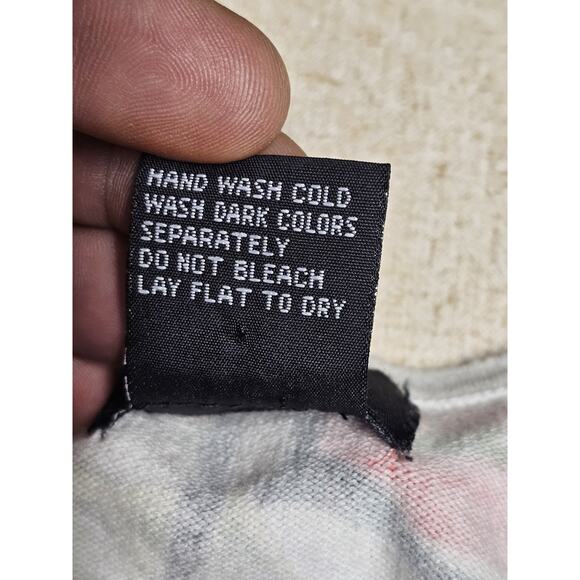 HAND WASH COLD
WASH DARK COLORS
SEPARATELY
DO NOT BLEACH
LAY FLAT TO DRY